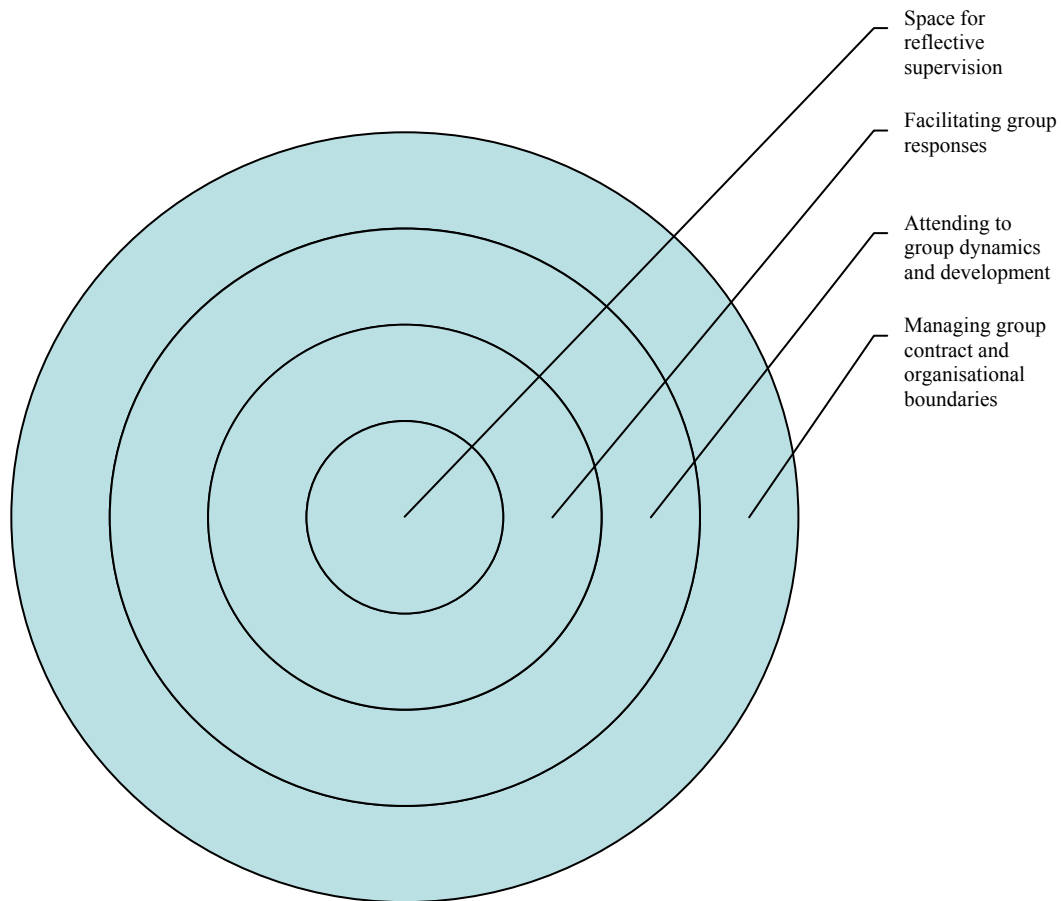 Space for
reflective
supervision
Facilitating group
responses
Attending to
group dynamics
and development
Managing group
contract and
organisational
boundaries